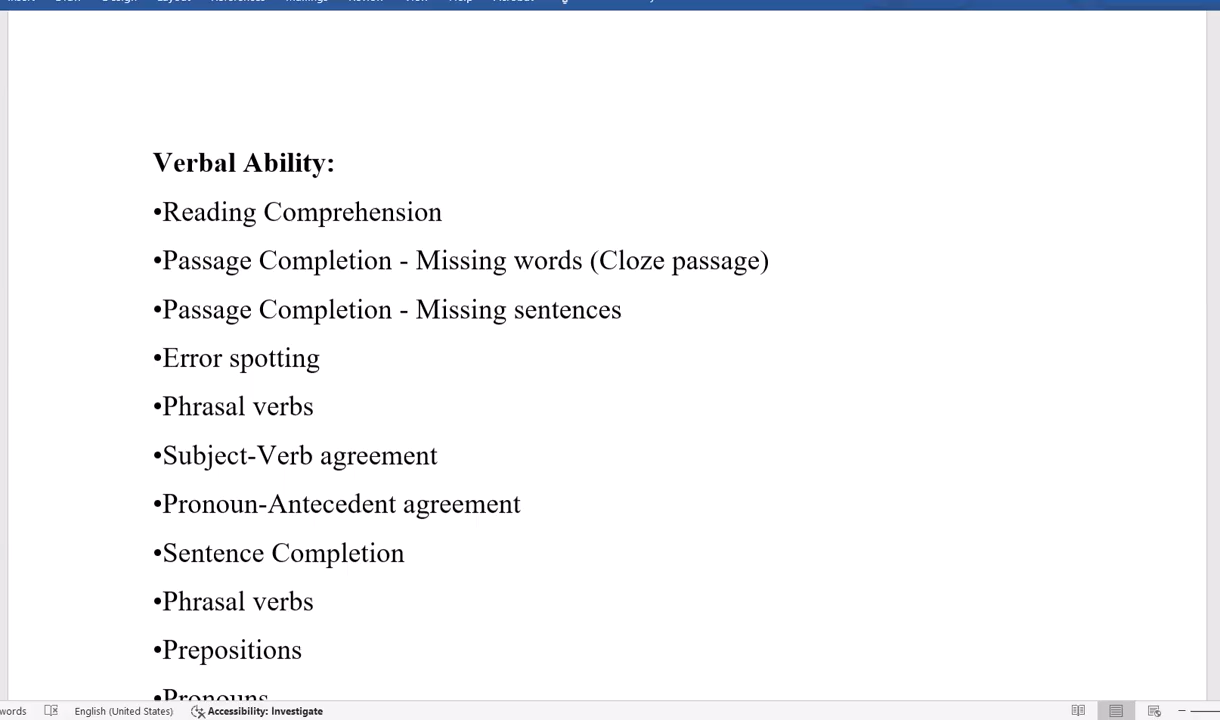 Verbal Ability:
•Reading Comprehension
•Passage Completion - Missing words (Cloze passage)
•Passage Completion - Missing sentences
•Error spotting
•Phrasal verbs
•Subject-Verb agreement
•Pronoun-Antecedent agreement
•Sentence Completion
•Phrasal verbs
•Prepositions
•Pronouns
words English (United States) Accessibility: Investigate